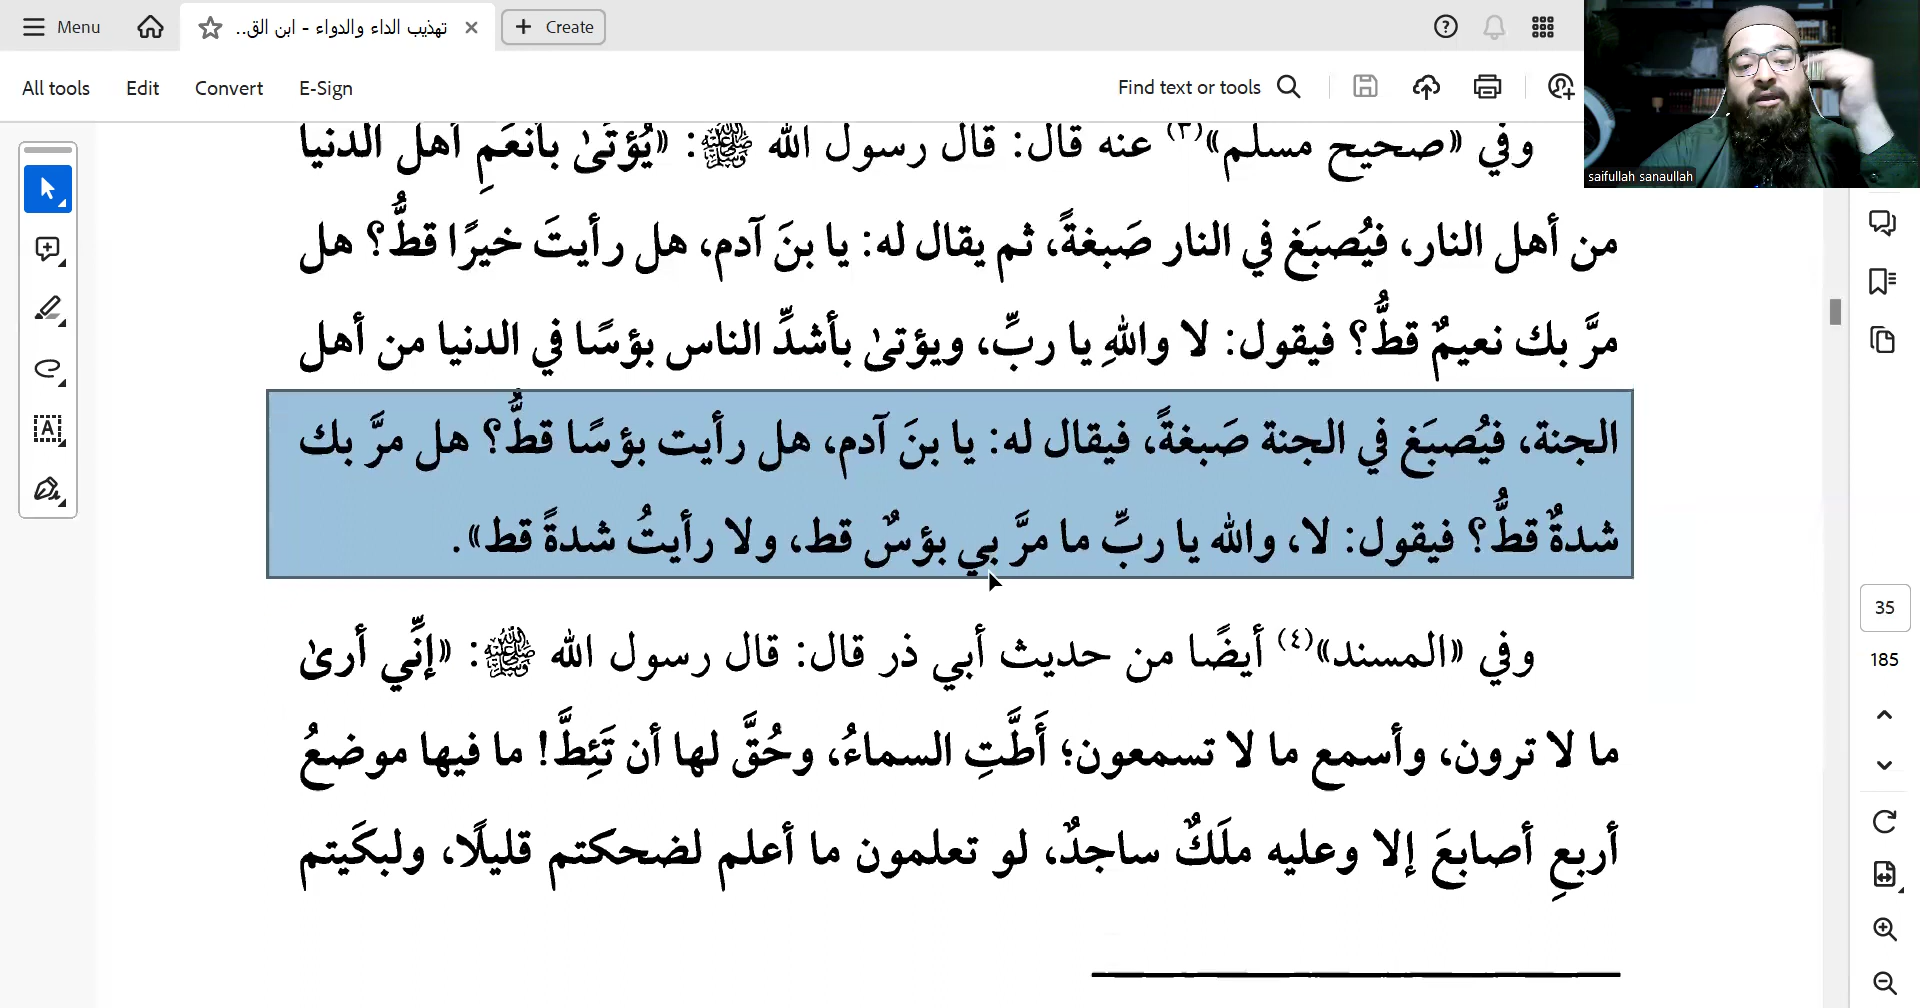 Menu
تهذيب الداء والدواء - ابن الق..
Create
All tools
Edit
Convert
E-Sign
Find text or tools
saifullah sanaullah
وفي «صحيح مسلم»(٣) عنه قال: قال رسول الله ﷺ: «يُؤتَىٰ بأنعَمِ أهل الدنيا
من أهل النار، فيُصبَغ في النار صَبغةً، ثم يقال له: يا بنَ آدم، هل رأيتَ خيرًا قطُّ؟ هل
مرَّ بك نعيمٌ قطُّ؟ فيقول: لا واللهِ يا ربِّ، ويؤتىٰ بأشدِّ الناس بؤسًا في الدنيا من أهل
الجنة، فيُصبَغ في الجنة صَبغةً، فيقال له: يا بنَ آدم، هل رأيت بؤسًا قطُّ؟ هل مرَّ بك
شدةٌ قطُّ؟ فيقول: لا، والله يا ربِّ ما مرَّ بي بؤسٌ قط، ولا رأيتُ شدةً قط».
وفي «المسند»(٤) أيضًا من حديث أبي ذر قال: قال رسول الله ﷺ: «إنِّي أرىٰ
ما لا ترون، وأسمع ما لا تسمعون؛ أَطَّتِ السماءُ، وحُقَّ لها أن تَئِطَّ! ما فيها موضعُ
أربعِ أصابعَ إلا وعليه ملَكٌ ساجدٌ، لو تعلمون ما أعلم لضحكتم قليلًا، ولبكَيتم
35
185